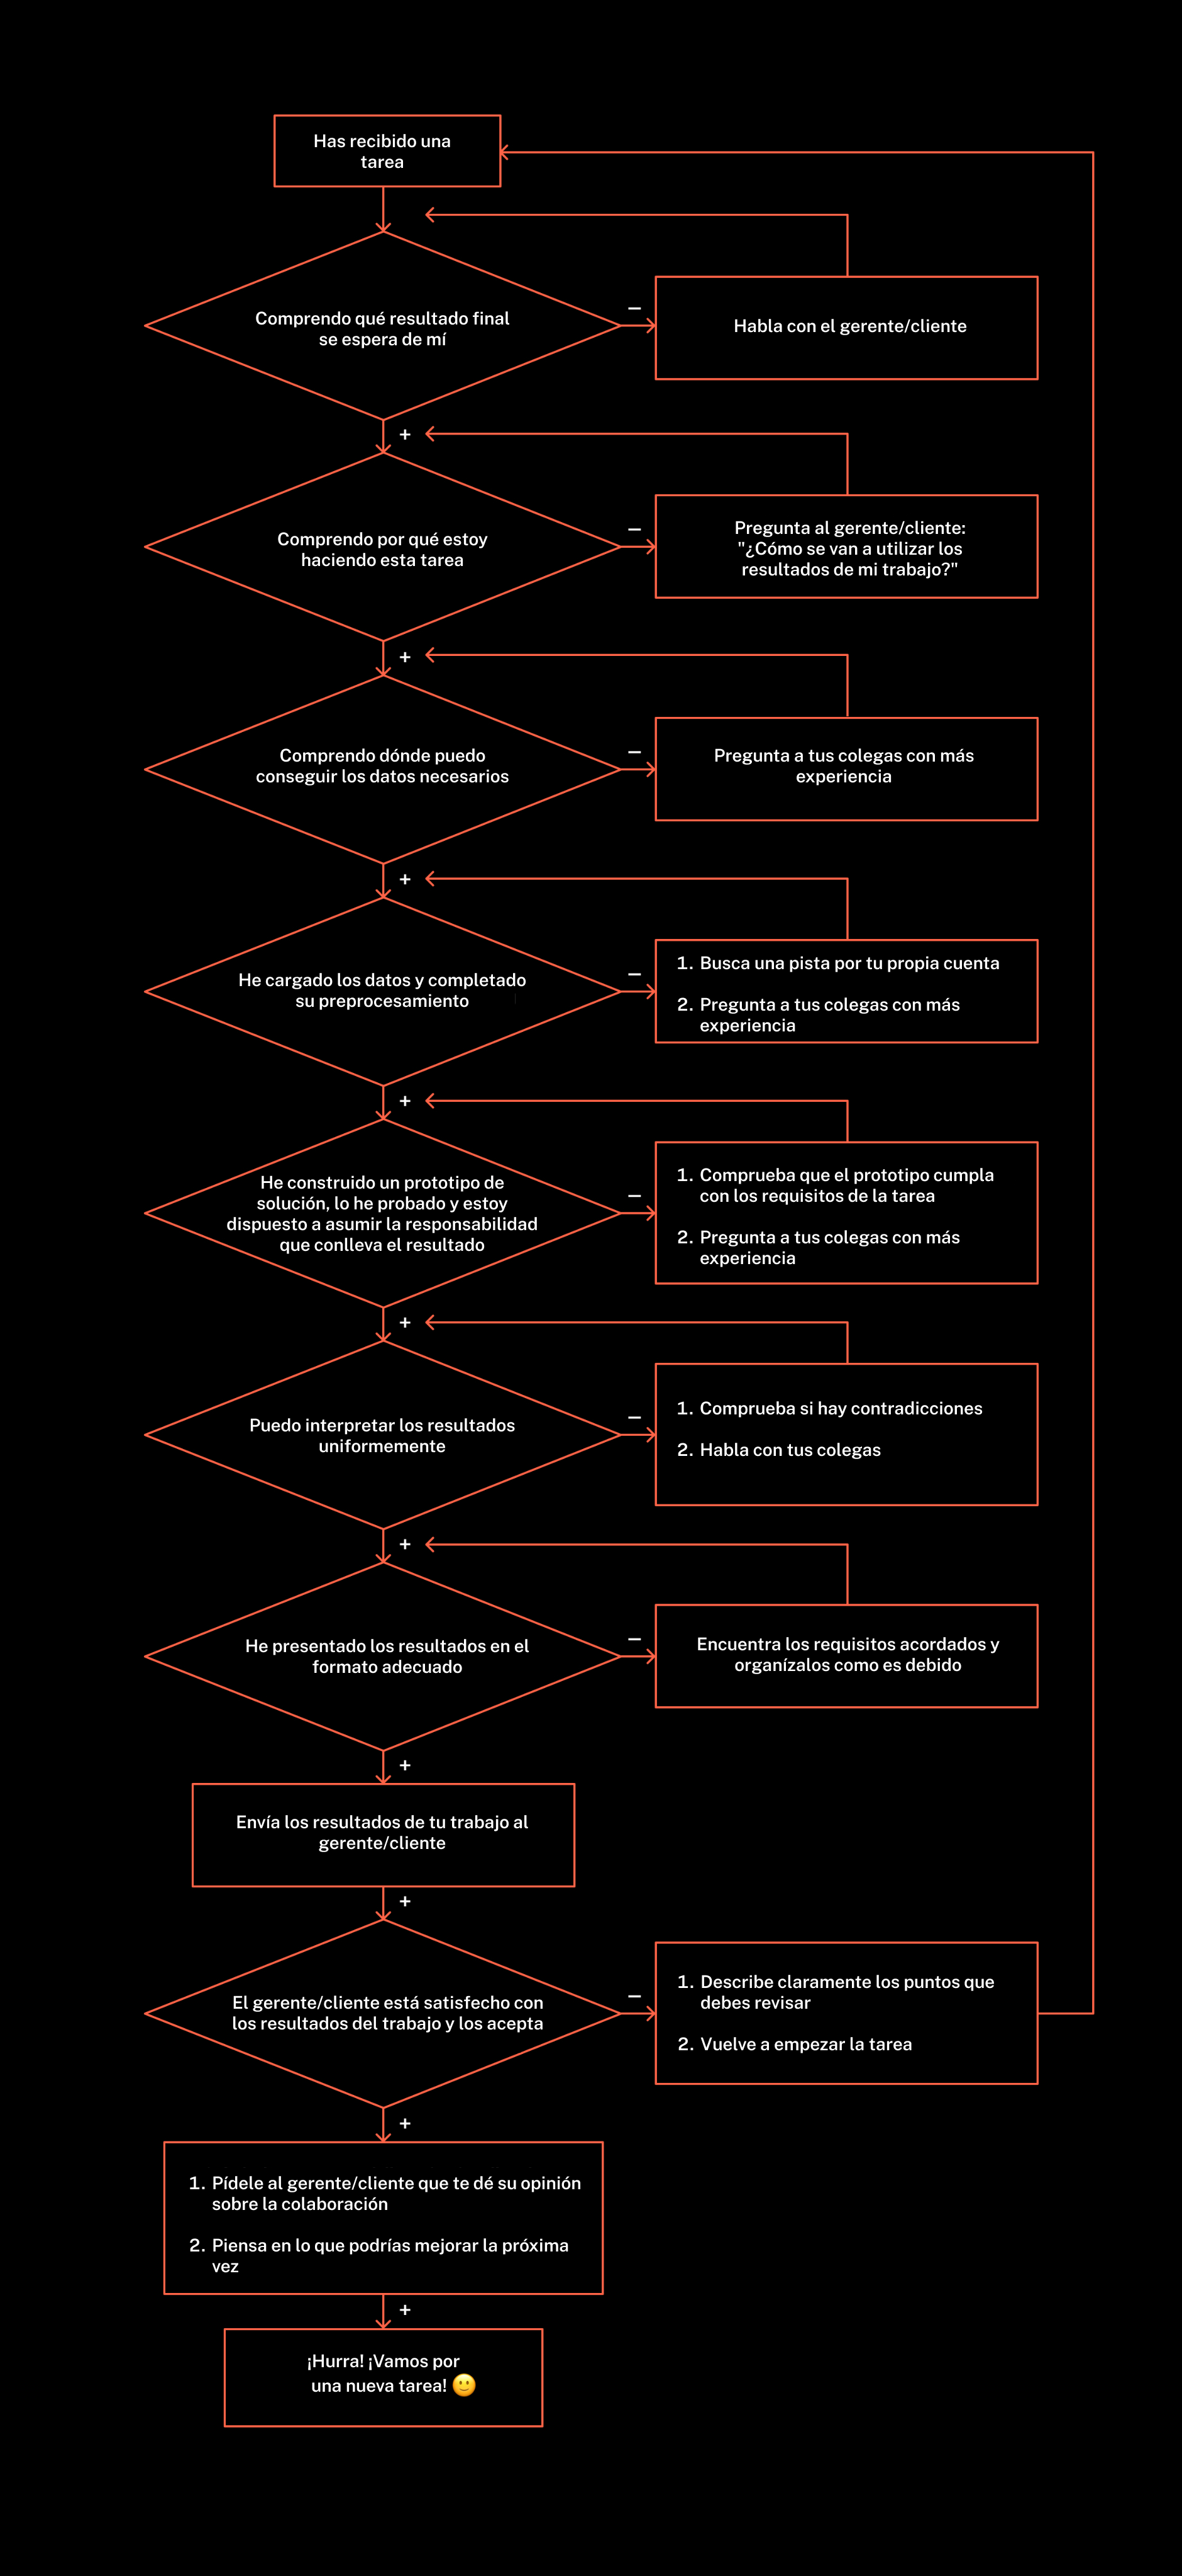 Has recibido una
tarea
Comprendo qué resultado final
se espera de mí
–
Habla con el gerente/cliente
+
Comprendo por qué estoy
haciendo esta tarea
–
Pregunta al gerente/cliente:
"¿Cómo se van a utilizar los
resultados de mi trabajo?"
+
Comprendo dónde puedo
conseguir los datos necesarios
–
Pregunta a tus colegas con más
experiencia
+
He cargado los datos y completado
su preprocesamiento
–
1. Busca una pista por tu propia cuenta
2. Pregunta a tus colegas con más
experiencia
+
He construido un prototipo de
solución, lo he probado y estoy
dispuesto a asumir la responsabilidad
que conlleva el resultado
–
1. Comprueba que el prototipo cumpla
con los requisitos de la tarea
2. Pregunta a tus colegas con más
experiencia
+
Puedo interpretar los resultados
uniformemente
–
1. Comprueba si hay contradicciones
2. Habla con tus colegas
+
He presentado los resultados en el
formato adecuado
–
Encuentra los requisitos acordados y
organízalos como es debido
+
Envía los resultados de tu trabajo al
gerente/cliente
+
El gerente/cliente está satisfecho con
los resultados del trabajo y los acepta
–
1. Describe claramente los puntos que
debes revisar
2. Vuelve a empezar la tarea
+
1. Pídele al gerente/cliente que te dé su opinión
sobre la colaboración
2. Piensa en lo que podrías mejorar la próxima
vez
+
¡Hurra! ¡Vamos por
una nueva tarea! 🙂